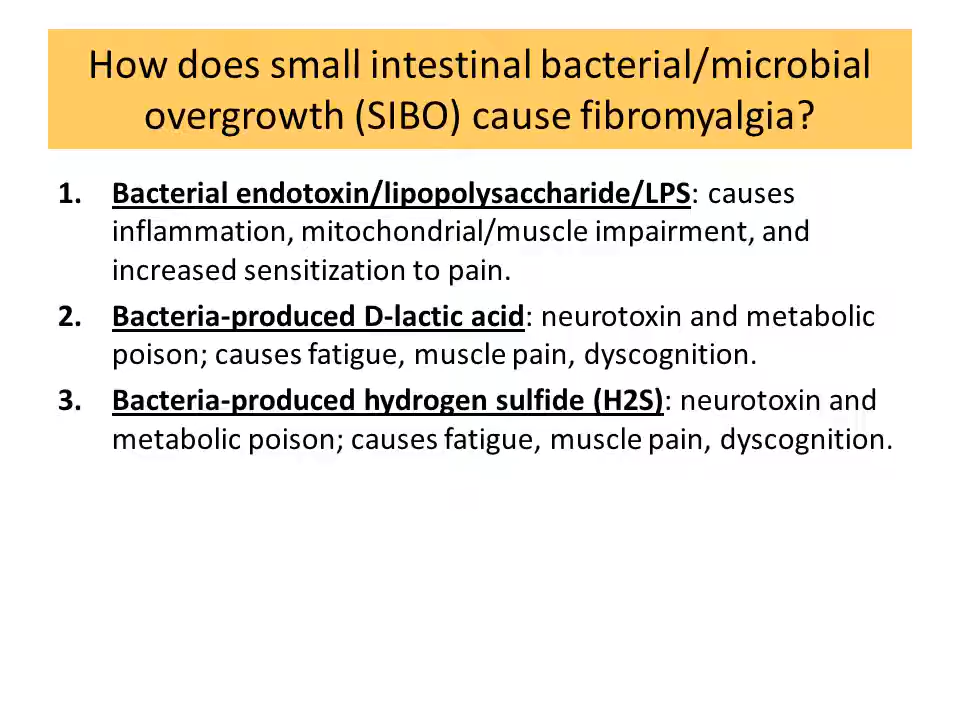 How does small intestinal bacterial/microbial
overgrowth (SIBO) cause fibromyalgia?
1. Bacterial endotoxin/lipopolysaccharide/LPS: causes
inflammation, mitochondrial/muscle impairment, and
increased sensitization to pain.
2. Bacteria-produced D-lactic acid: neurotoxin and metabolic
poison; causes fatigue, muscle pain, dyscognition.
3. Bacteria-produced hydrogen sulfide (H2S): neurotoxin and
metabolic poison; causes fatigue, muscle pain, dyscognition.